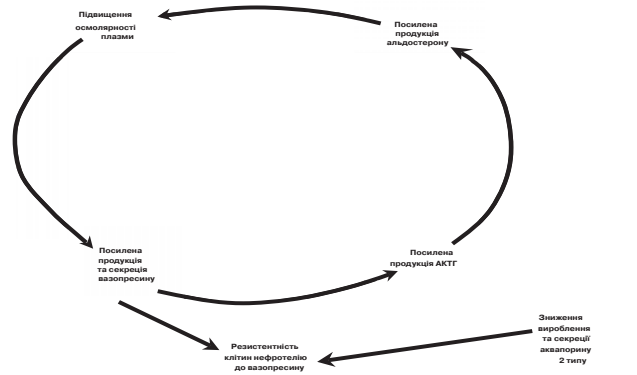 Підвищення
осмолярності
плазми
Посилена
продукція
альдостерону
Посилена
продукція
та секреція
вазопресину
Посилена
продукція АКТГ
Резистентність
клітин нефротелію
до вазопресину
Зниження
вироблення
та секреції
аквапорину
2 типу